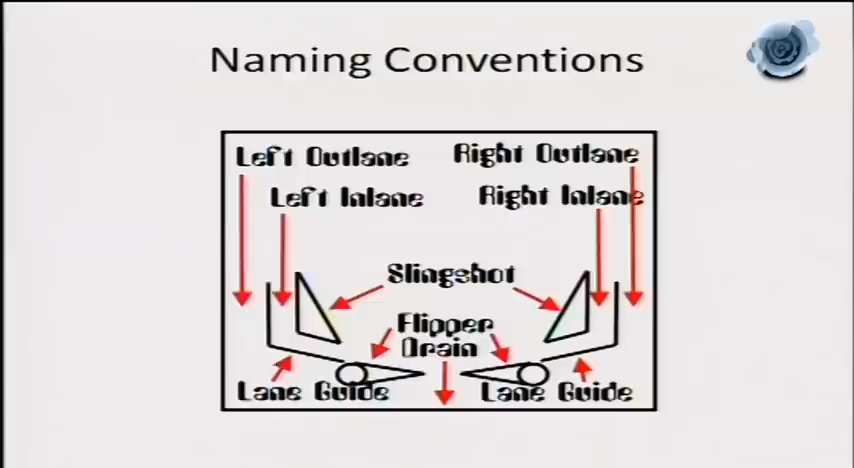 Naming Conventions
Left Outlane
Right Outlane
Left Inlane
Right Inlane
Slingshot
Flipper
Drain
Lane Guide
Lane Guide